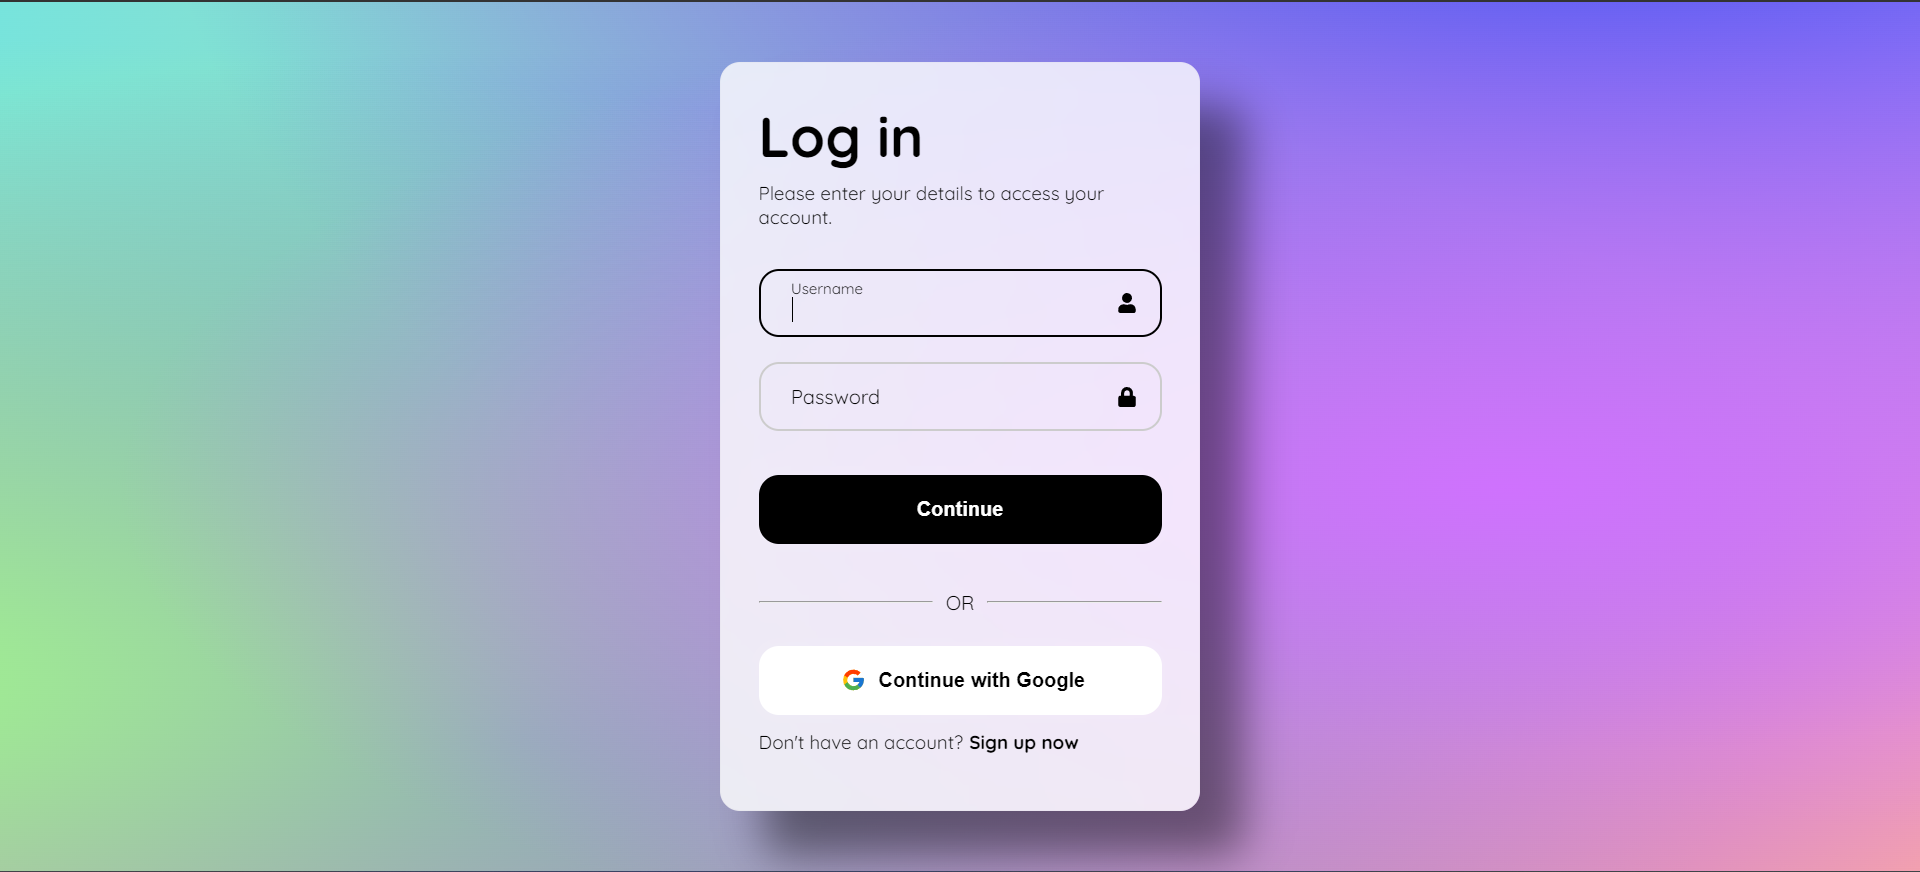 Log in
Please enter your details to access your
account.
Username
Password
Continue
OR
Continue with Google
Don't have an account? Sign up now